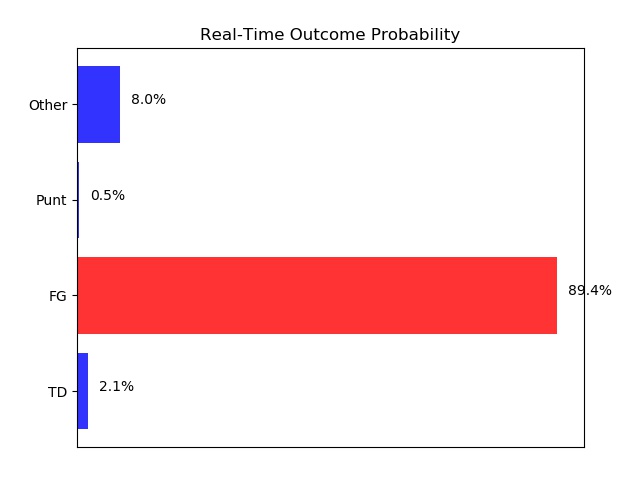 Real-Time Outcome Probability
Other 8.0%
Punt 0.5%
FG 89.4%
TD 2.1%